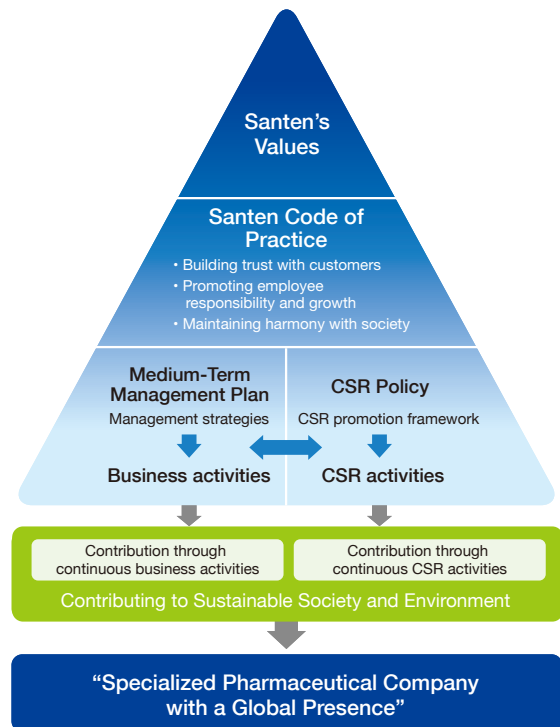 Santen's
Values
Santen Code of
Practice
・Building trust with customers
・Promoting employee
responsibility and growth
・Maintaining harmony with society
Medium-Term
Management Plan
Management strategies
Business activities
CSR Policy
CSR promotion framework
CSR activities
Contribution through
continuous business activities
Contribution through
continuous CSR activities
Contributing to Sustainable Society and Environment
“Specialized Pharmaceutical Company
with a Global Presence”